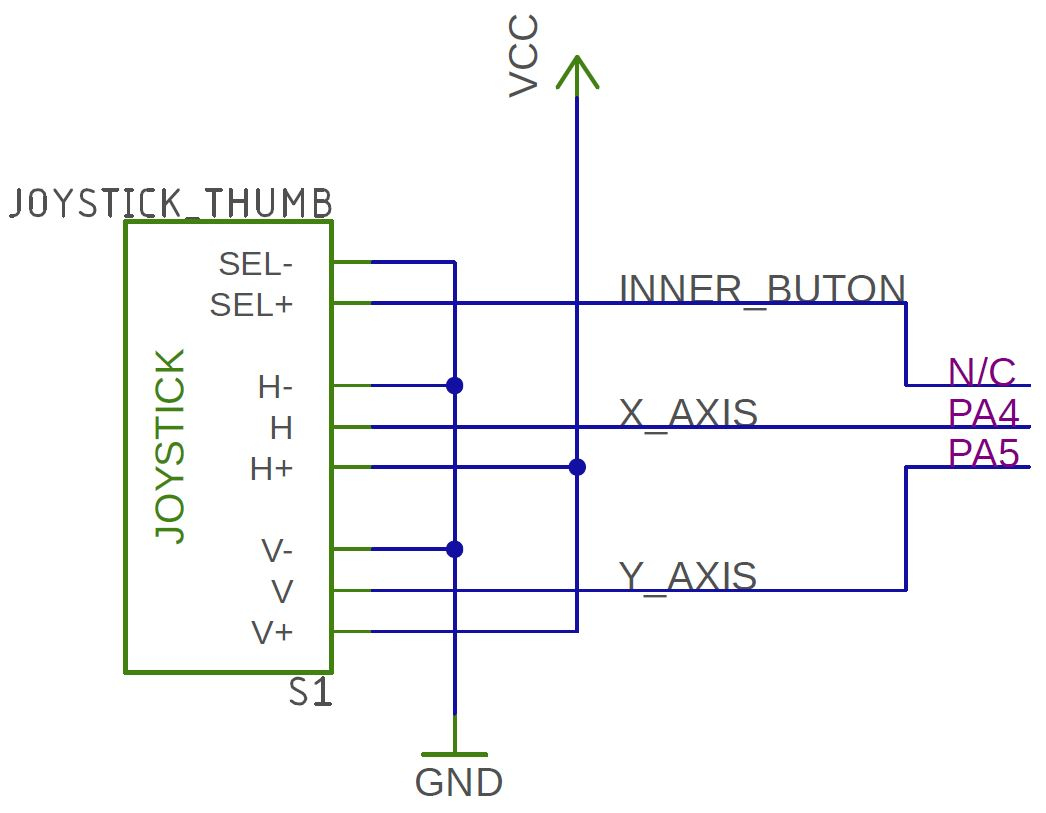 VCC
JOYSTICK_THUMB
SEL-
SEL+
INNER_BUTON
JOYSTICK
H-
N/C
H
X_AXIS
PA4
H+
PA5
V-
V
Y_AXIS
V+
S1
GND